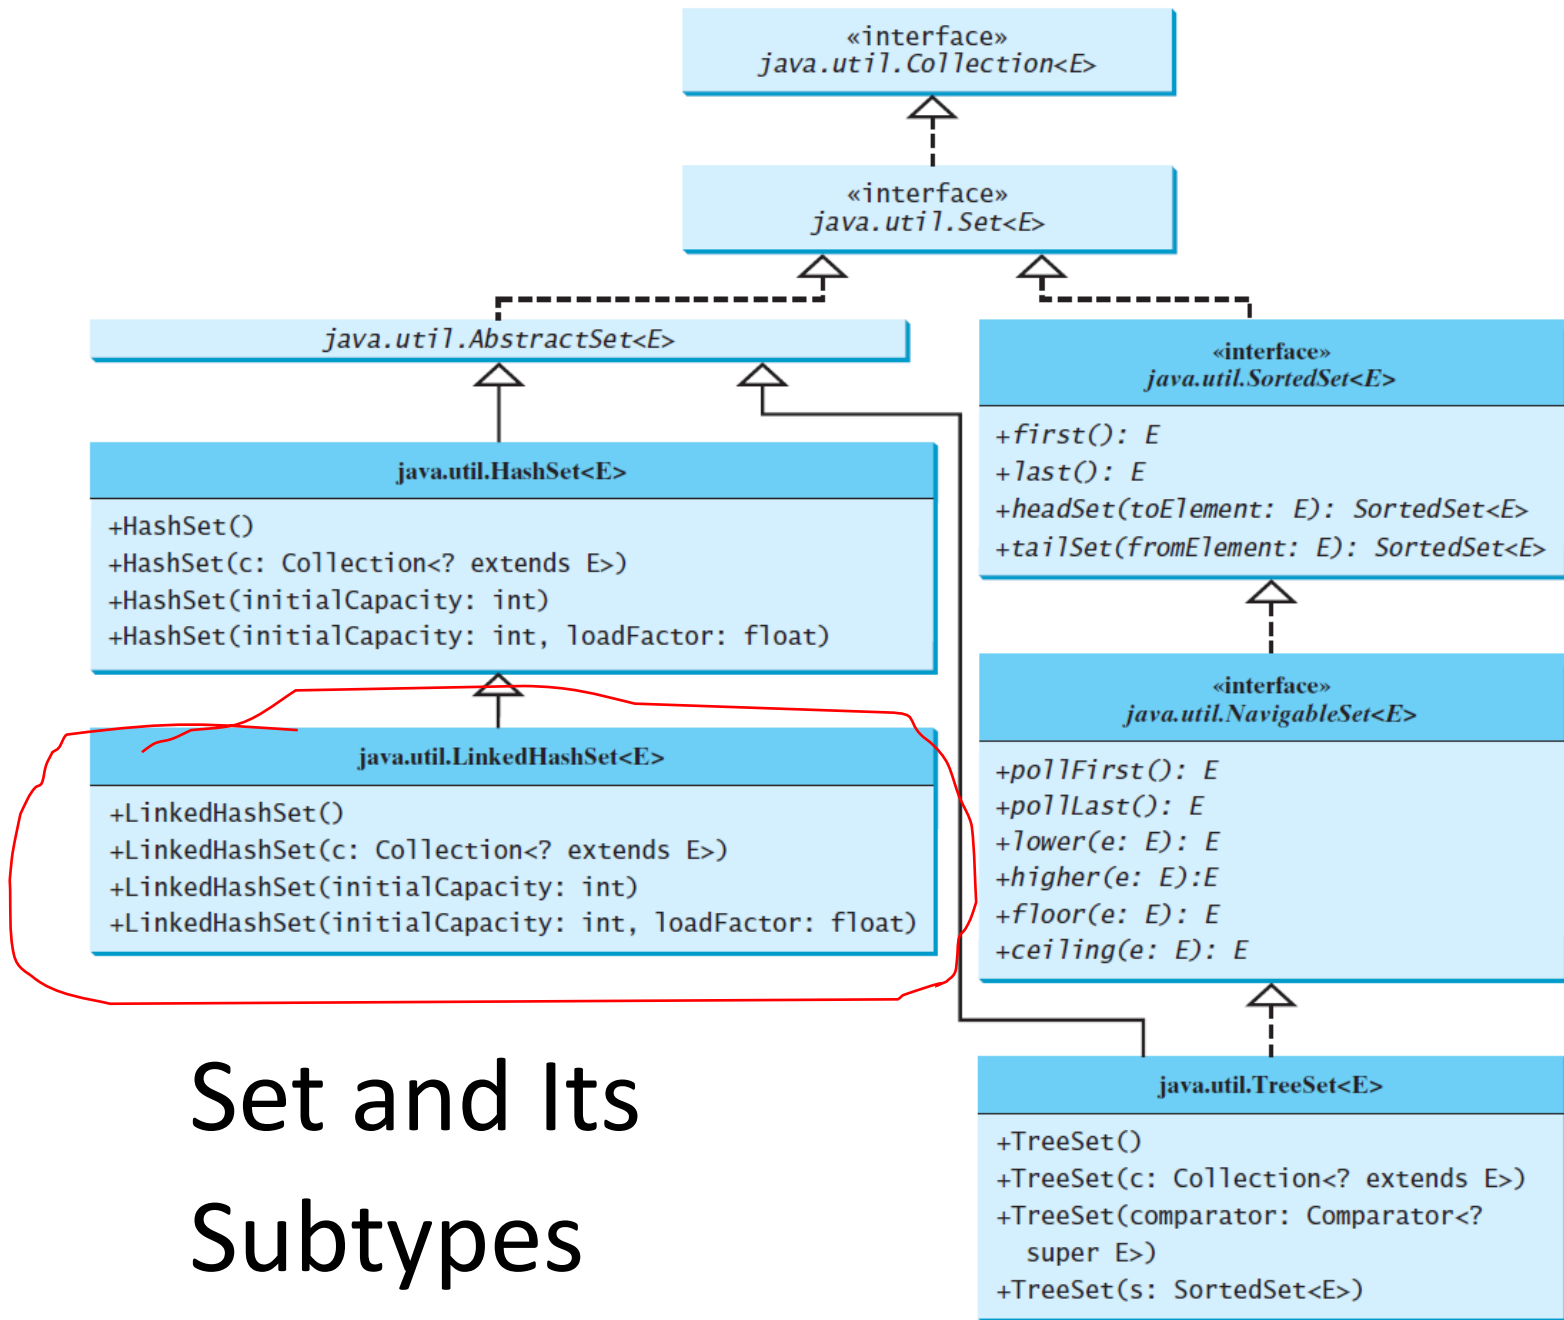 «interface»
java.util.Collection<E>
«interface»
java.util.Set<E>
java.util.AbstractSet<E>
java.util.HashSet<E>
+HashSet()
+HashSet(c: Collection<? extends E>)
+HashSet(initialCapacity: int)
+HashSet(initialCapacity: int, loadFactor: float)
java.util.LinkedHashSet<E>
+LinkedHashSet()
+LinkedHashSet(c: Collection<? extends E>)
+LinkedHashSet(initialCapacity: int)
+LinkedHashSet(initialCapacity: int, loadFactor: float)
«interface»
java.util.SortedSet<E>
+first(): E
+last(): E
+headSet(toElement: E): SortedSet<E>
+tailSet(fromElement: E): SortedSet<E>
«interface»
java.util.NavigableSet<E>
+pollFirst(): E
+pollLast(): E
+lower(e: E): E
+higher(e: E):E
+floor(e: E): E
+ceiling(e: E): E
java.util.TreeSet<E>
+TreeSet()
+TreeSet(c: Collection<? extends E>)
+TreeSet(comparator: Comparator<?
super E>)
+TreeSet(s: SortedSet<E>)
Set and Its
Subtypes